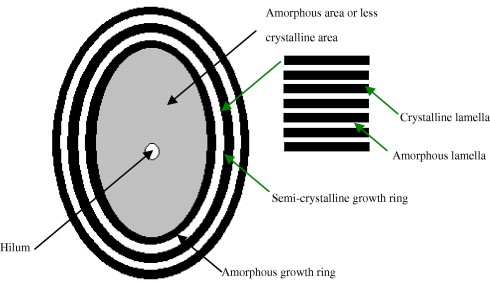 Amorphous area or less
crystalline area
Crystalline lamella
Amorphous lamella
Semi-crystalline growth ring
Hilum
Amorphous growth ring